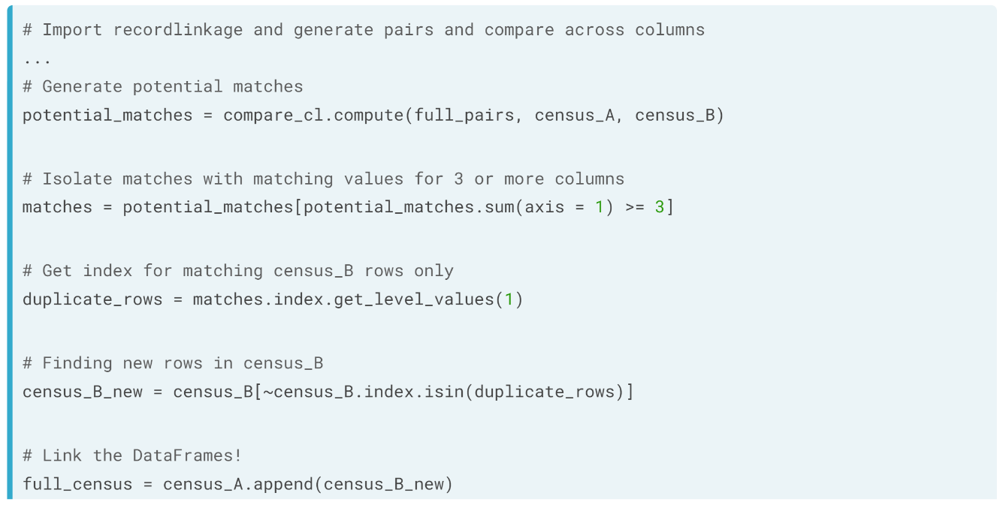 # Import recordlinkage and generate pairs and compare across columns
...
# Generate potential matches
potential_matches = compare_cl.compute(full_pairs, census_A, census_B)
# Isolate matches with matching values for 3 or more columns
matches = potential_matches[potential_matches.sum(axis = 1) >= 3]
# Get index for matching census_B rows only
duplicate_rows = matches.index.get_level_values(1)
# Finding new rows in census_B
census_B_new = census_B[~census_B.index.isin(duplicate_rows)]
# Link the DataFrames!
full_census = census_A.append(census_B_new)